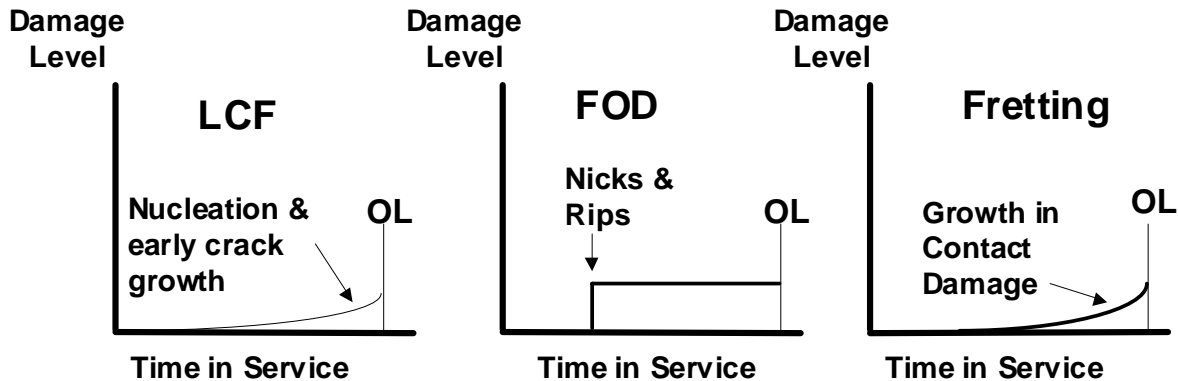 Damage
Level
LCF
Nucleation &
early crack
growth
OL
Time in Service
Damage
Level
FOD
Nicks &
Rips
OL
Time in Service
Damage
Level
Fretting
Growth in
Contact
Damage
OL
Time in Service